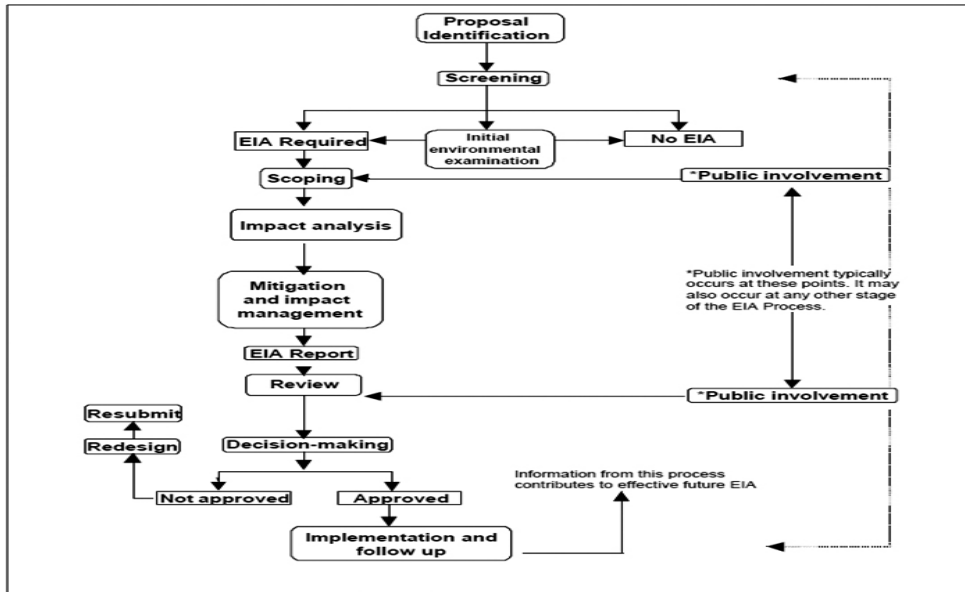 Proposal
Identification
Screening
EIA Required
Initial
environmental
examination
No EIA
Scoping
*Public involvement
Impact analysis
*Public involvement typically
occurs at these points. It may
also occur at any other stage
of the EIA Process.
Mitigation
and impact
management
EIA Report
Review
*Public involvement
Resubmit
Redesign
Decision-making
Not approved
Approved
Information from this process
contributes to effective future EIA
Implementation and
follow up